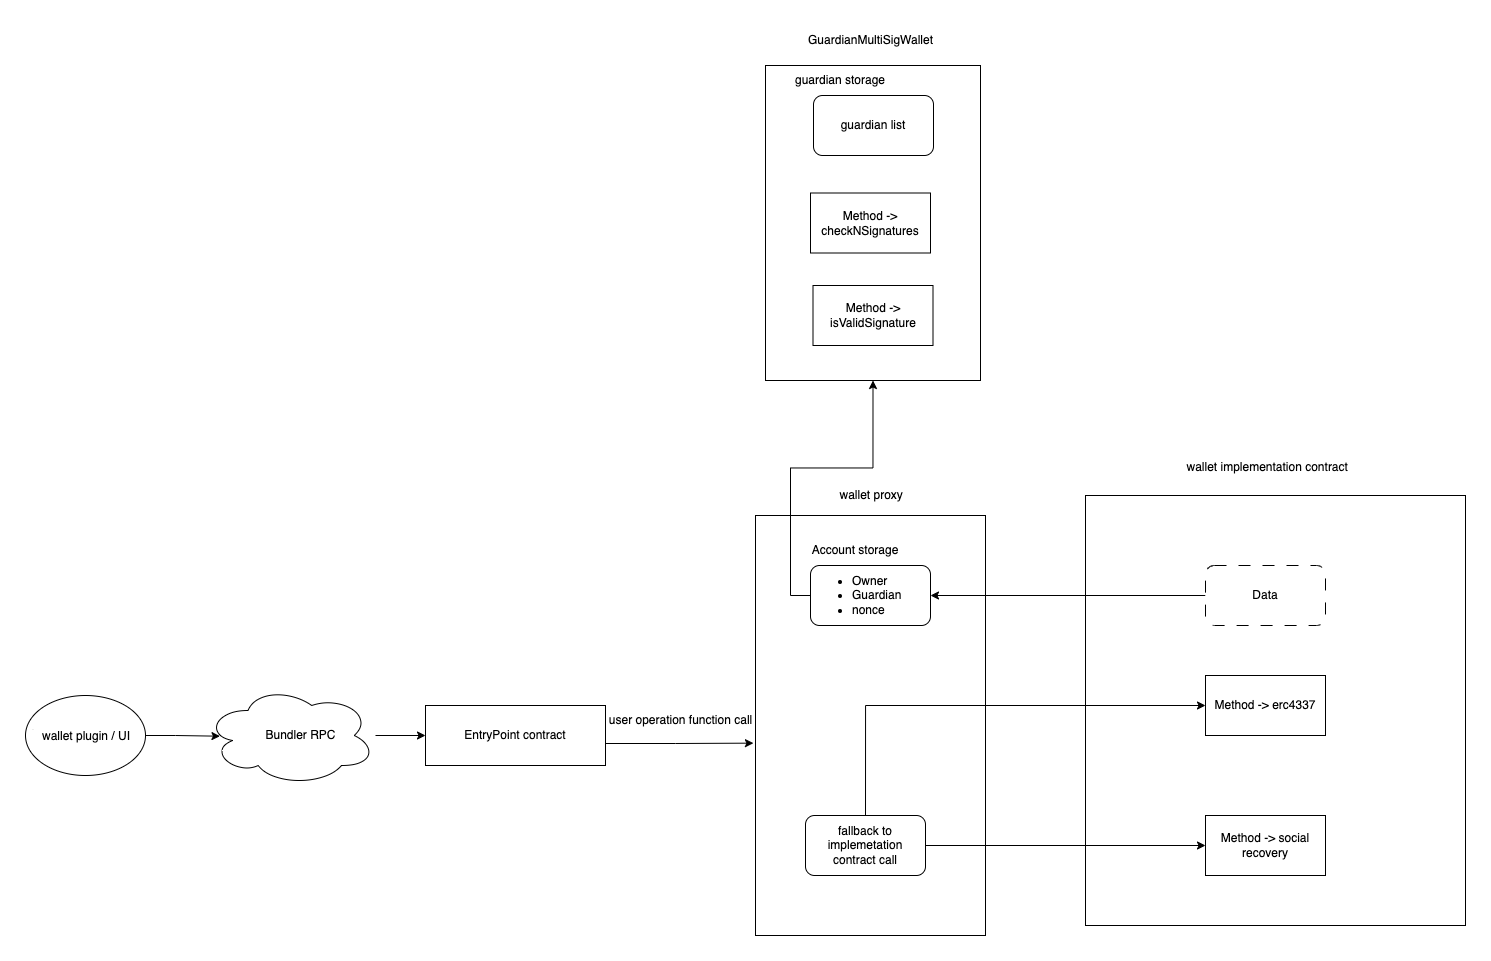 GuardianMultiSigWallet
guardian storage
guardian list
Method ->
checkNSignatures
Method ->
isValidSignature
wallet implementation contract
wallet proxy
Account storage
• Owner
• Guardian
• nonce
Data
Method -> erc4337
user operation function call
wallet plugin / UI
Bundler RPC
EntryPoint contract
fallback to
implemetation
contract call
Method -> social
recovery